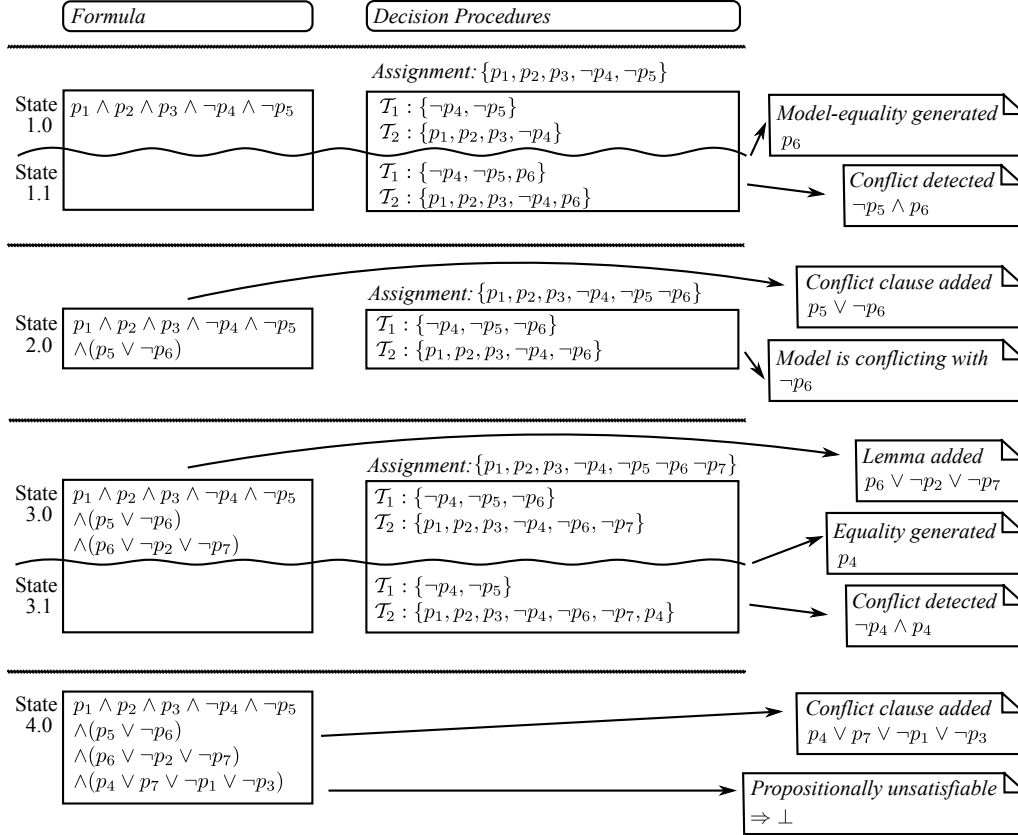 Formula
Decision Procedures
Assignment: {p₁, p₂, p₃, ¬p₄, ¬p₅}
State
1.0
p₁ ∧ p₂ ∧ p₃ ∧ ¬p₄ ∧ ¬p₅
𝒯₁ : {¬p₄, ¬p₅}
𝒯₂ : {p₁, p₂, p₃, ¬p₄}
Model-equality generated
p₆
State
1.1
𝒯₁ : {¬p₄, ¬p₅, p₆}
𝒯₂ : {p₁, p₂, p₃, ¬p₄, p₆}
Conflict detected
¬p₅ ∧ p₆
Conflict clause added
p₅ ∨ ¬p₆
Assignment: {p₁, p₂, p₃, ¬p₄, ¬p₅ ¬p₆}
State
2.0
p₁ ∧ p₂ ∧ p₃ ∧ ¬p₄ ∧ ¬p₅
∧(p₅ ∨ ¬p₆)
𝒯₁ : {¬p₄, ¬p₅, ¬p₆}
𝒯₂ : {p₁, p₂, p₃, ¬p₄, ¬p₆}
Model is conflicting with
¬p₆
Lemma added
p₆ ∨ ¬p₂ ∨ ¬p₇
Assignment: {p₁, p₂, p₃, ¬p₄, ¬p₅ ¬p₆ ¬p₇}
State
3.0
p₁ ∧ p₂ ∧ p₃ ∧ ¬p₄ ∧ ¬p₅
∧(p₅ ∨ ¬p₆)
∧(p₆ ∨ ¬p₂ ∨ ¬p₇)
𝒯₁ : {¬p₄, ¬p₅, ¬p₆}
𝒯₂ : {p₁, p₂, p₃, ¬p₄, ¬p₆, ¬p₇}
Equality generated
p₄
State
3.1
𝒯₁ : {¬p₄, ¬p₅}
𝒯₂ : {p₁, p₂, p₃, ¬p₄, ¬p₆, ¬p₇, p₄}
Conflict detected
¬p₄ ∧ p₄
State
4.0
p₁ ∧ p₂ ∧ p₃ ∧ ¬p₄ ∧ ¬p₅
∧(p₅ ∨ ¬p₆)
∧(p₆ ∨ ¬p₂ ∨ ¬p₇)
∧(p₄ ∨ p₇ ∨ ¬p₁ ∨ ¬p₃)
Conflict clause added
p₄ ∨ p₇ ∨ ¬p₁ ∨ ¬p₃
Propositionally unsatisfiable
⇒ ⊥